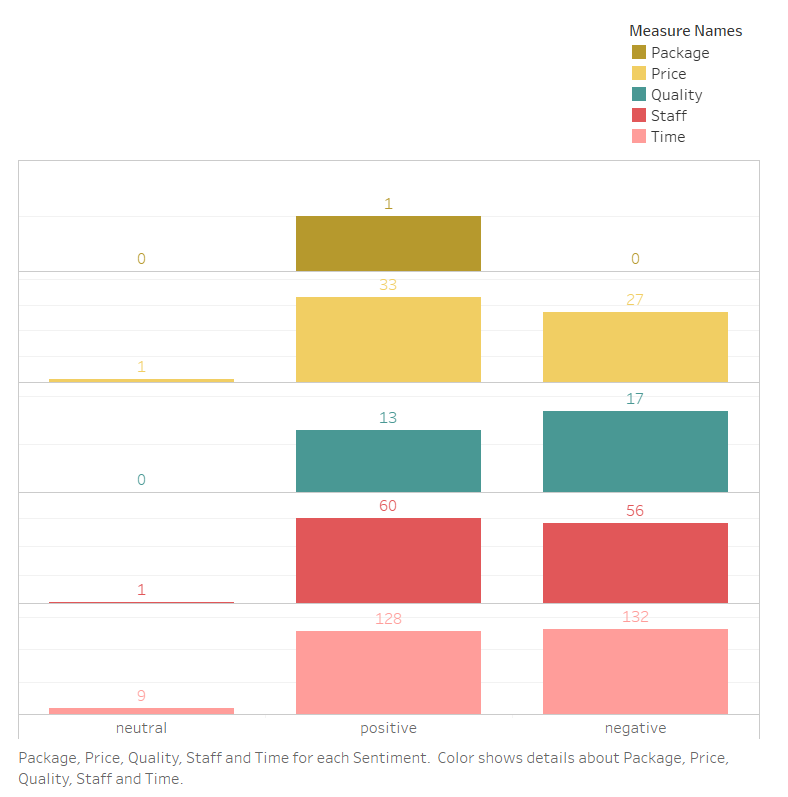 Measure Names
Package
Price
Quality
Staff
Time
1
0
0
33
27
1
17
13
0
60
56
1
128
132
9
neutral
positive
negative
Package, Price, Quality, Staff and Time for each Sentiment. Color shows details about Package, Price,
Quality, Staff and Time.